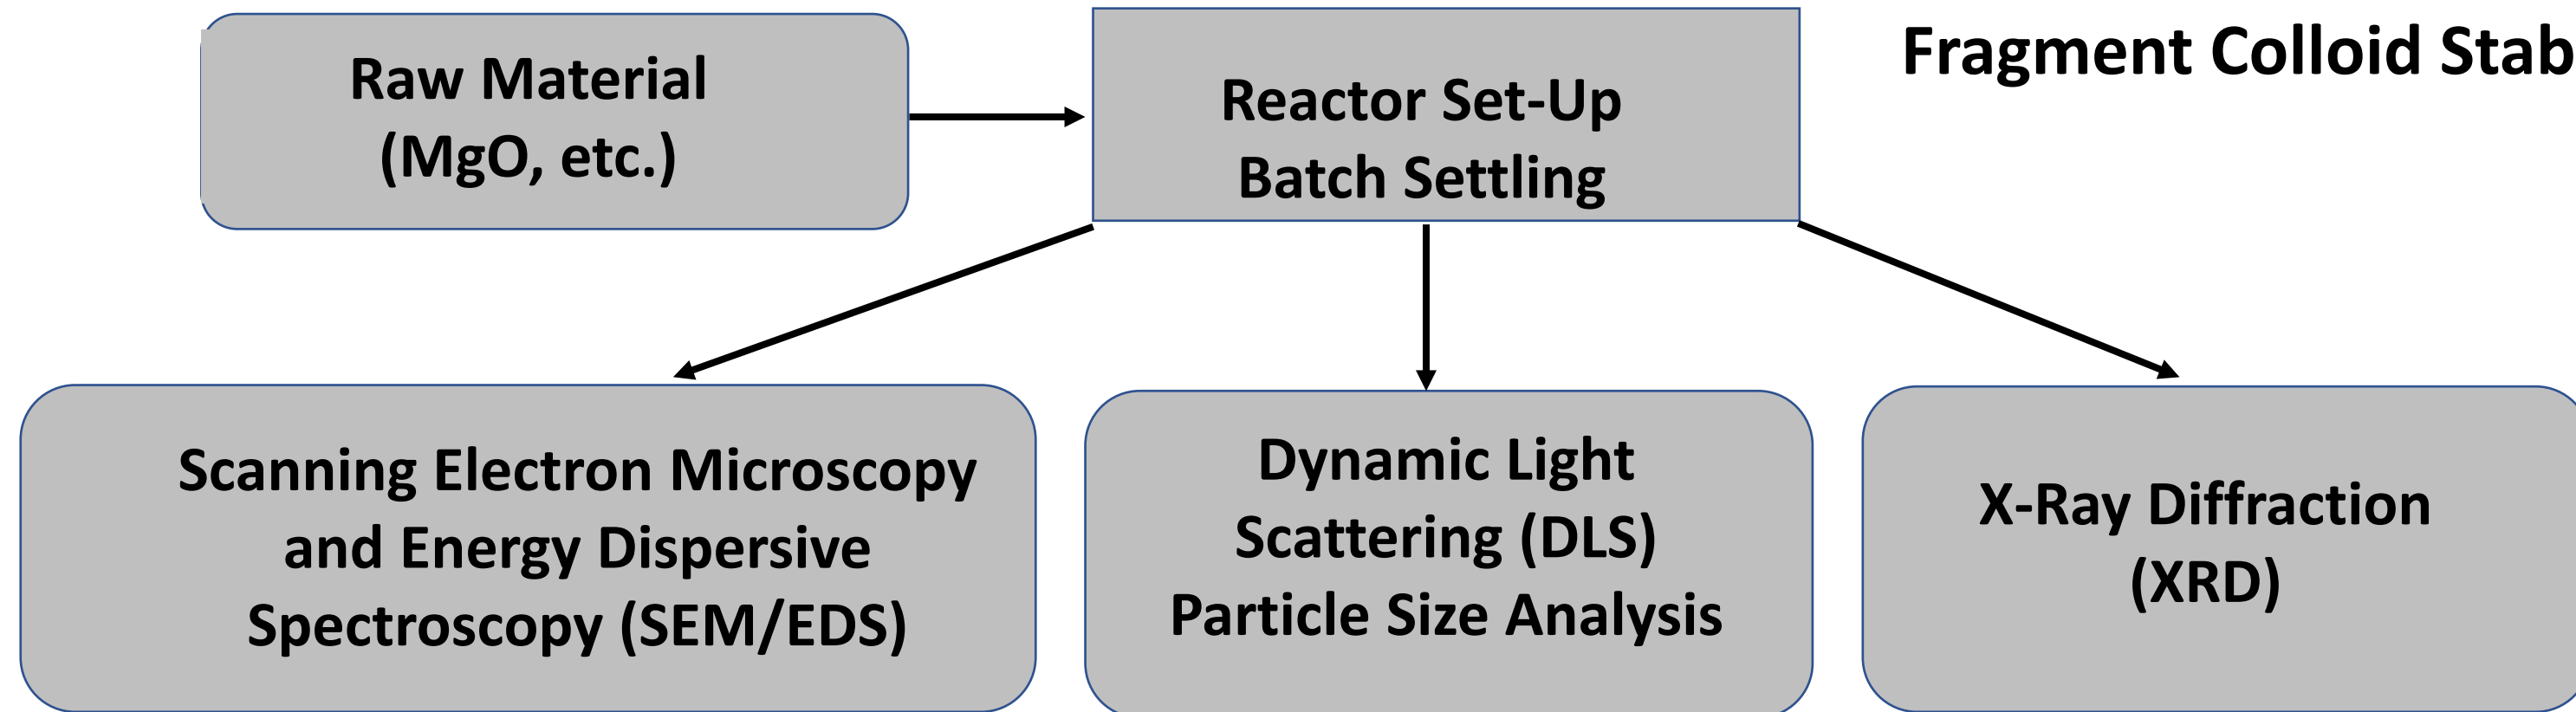 Raw Material
(MgO, etc.)
Reactor Set-Up
Batch Settling
Fragment Colloid Stab
Scanning Electron Microscopy
and Energy Dispersive
Spectroscopy (SEM/EDS)
Dynamic Light
Scattering (DLS)
Particle Size Analysis
X-Ray Diffraction
(XRD)